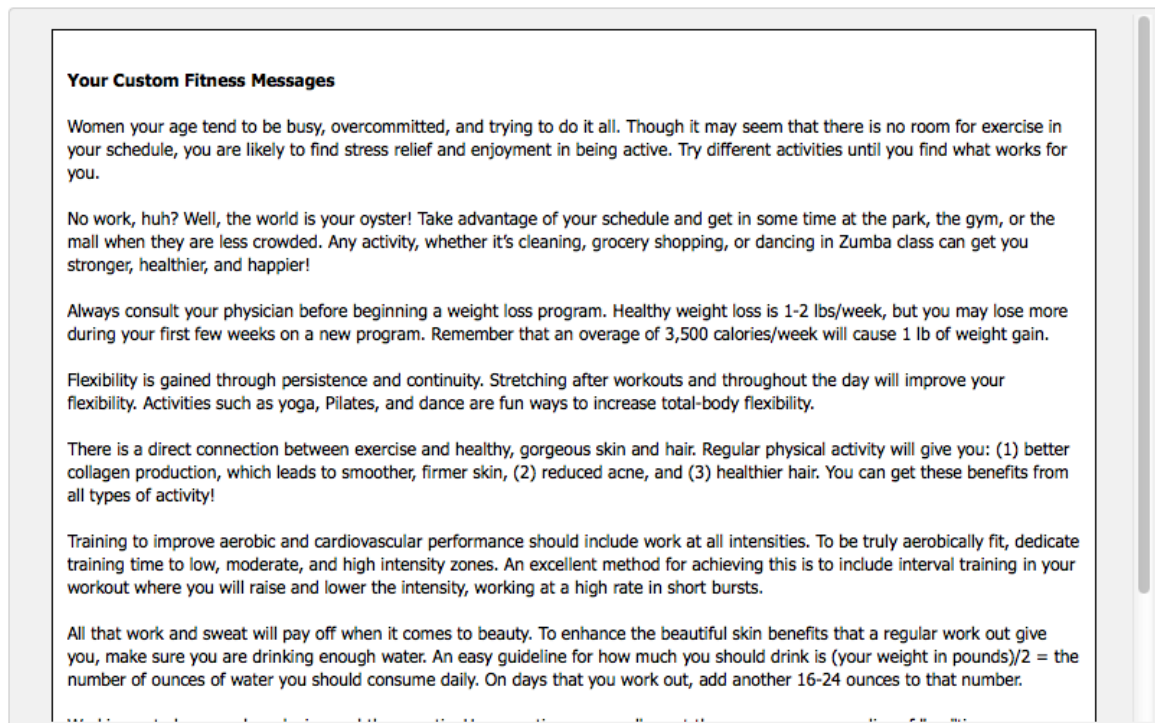 Your Custom Fitness Messages
Women your age tend to be busy, overcommitted, and trying to do it all. Though it may seem that there is no room for exercise in
your schedule, you are likely to find stress relief and enjoyment in being active. Try different activities until you find what works for
you.
No work, huh? Well, the world is your oyster! Take advantage of your schedule and get in some time at the park, the gym, or the
mall when they are less crowded. Any activity, whether it’s cleaning, grocery shopping, or dancing in Zumba class can get you
stronger, healthier, and happier!
Always consult your physician before beginning a weight loss program. Healthy weight loss is 1-2 lbs/week, but you may lose more
during your first few weeks on a new program. Remember that an overage of 3,500 calories/week will cause 1 lb of weight gain.
Flexibility is gained through persistence and continuity. Stretching after workouts and throughout the day will improve your
flexibility. Activities such as yoga, Pilates, and dance are fun ways to increase total-body flexibility.
There is a direct connection between exercise and healthy, gorgeous skin and hair. Regular physical activity will give you: (1) better
collagen production, which leads to smoother, firmer skin, (2) reduced acne, and (3) healthier hair. You can get these benefits from
all types of activity!
Training to improve aerobic and cardiovascular performance should include work at all intensities. To be truly aerobically fit, dedicate
training time to low, moderate, and high intensity zones. An excellent method for achieving this is to include interval training in your
workout where you will raise and lower the intensity, working at a high rate in short bursts.
All that work and sweat will pay off when it comes to beauty. To enhance the beautiful skin benefits that a regular work out give
you, make sure you are drinking enough water. An easy guideline for how much you should drink is (your weight in pounds)/2 = the
number of ounces of water you should consume daily. On days that you work out, add another 16-24 ounces to that number.